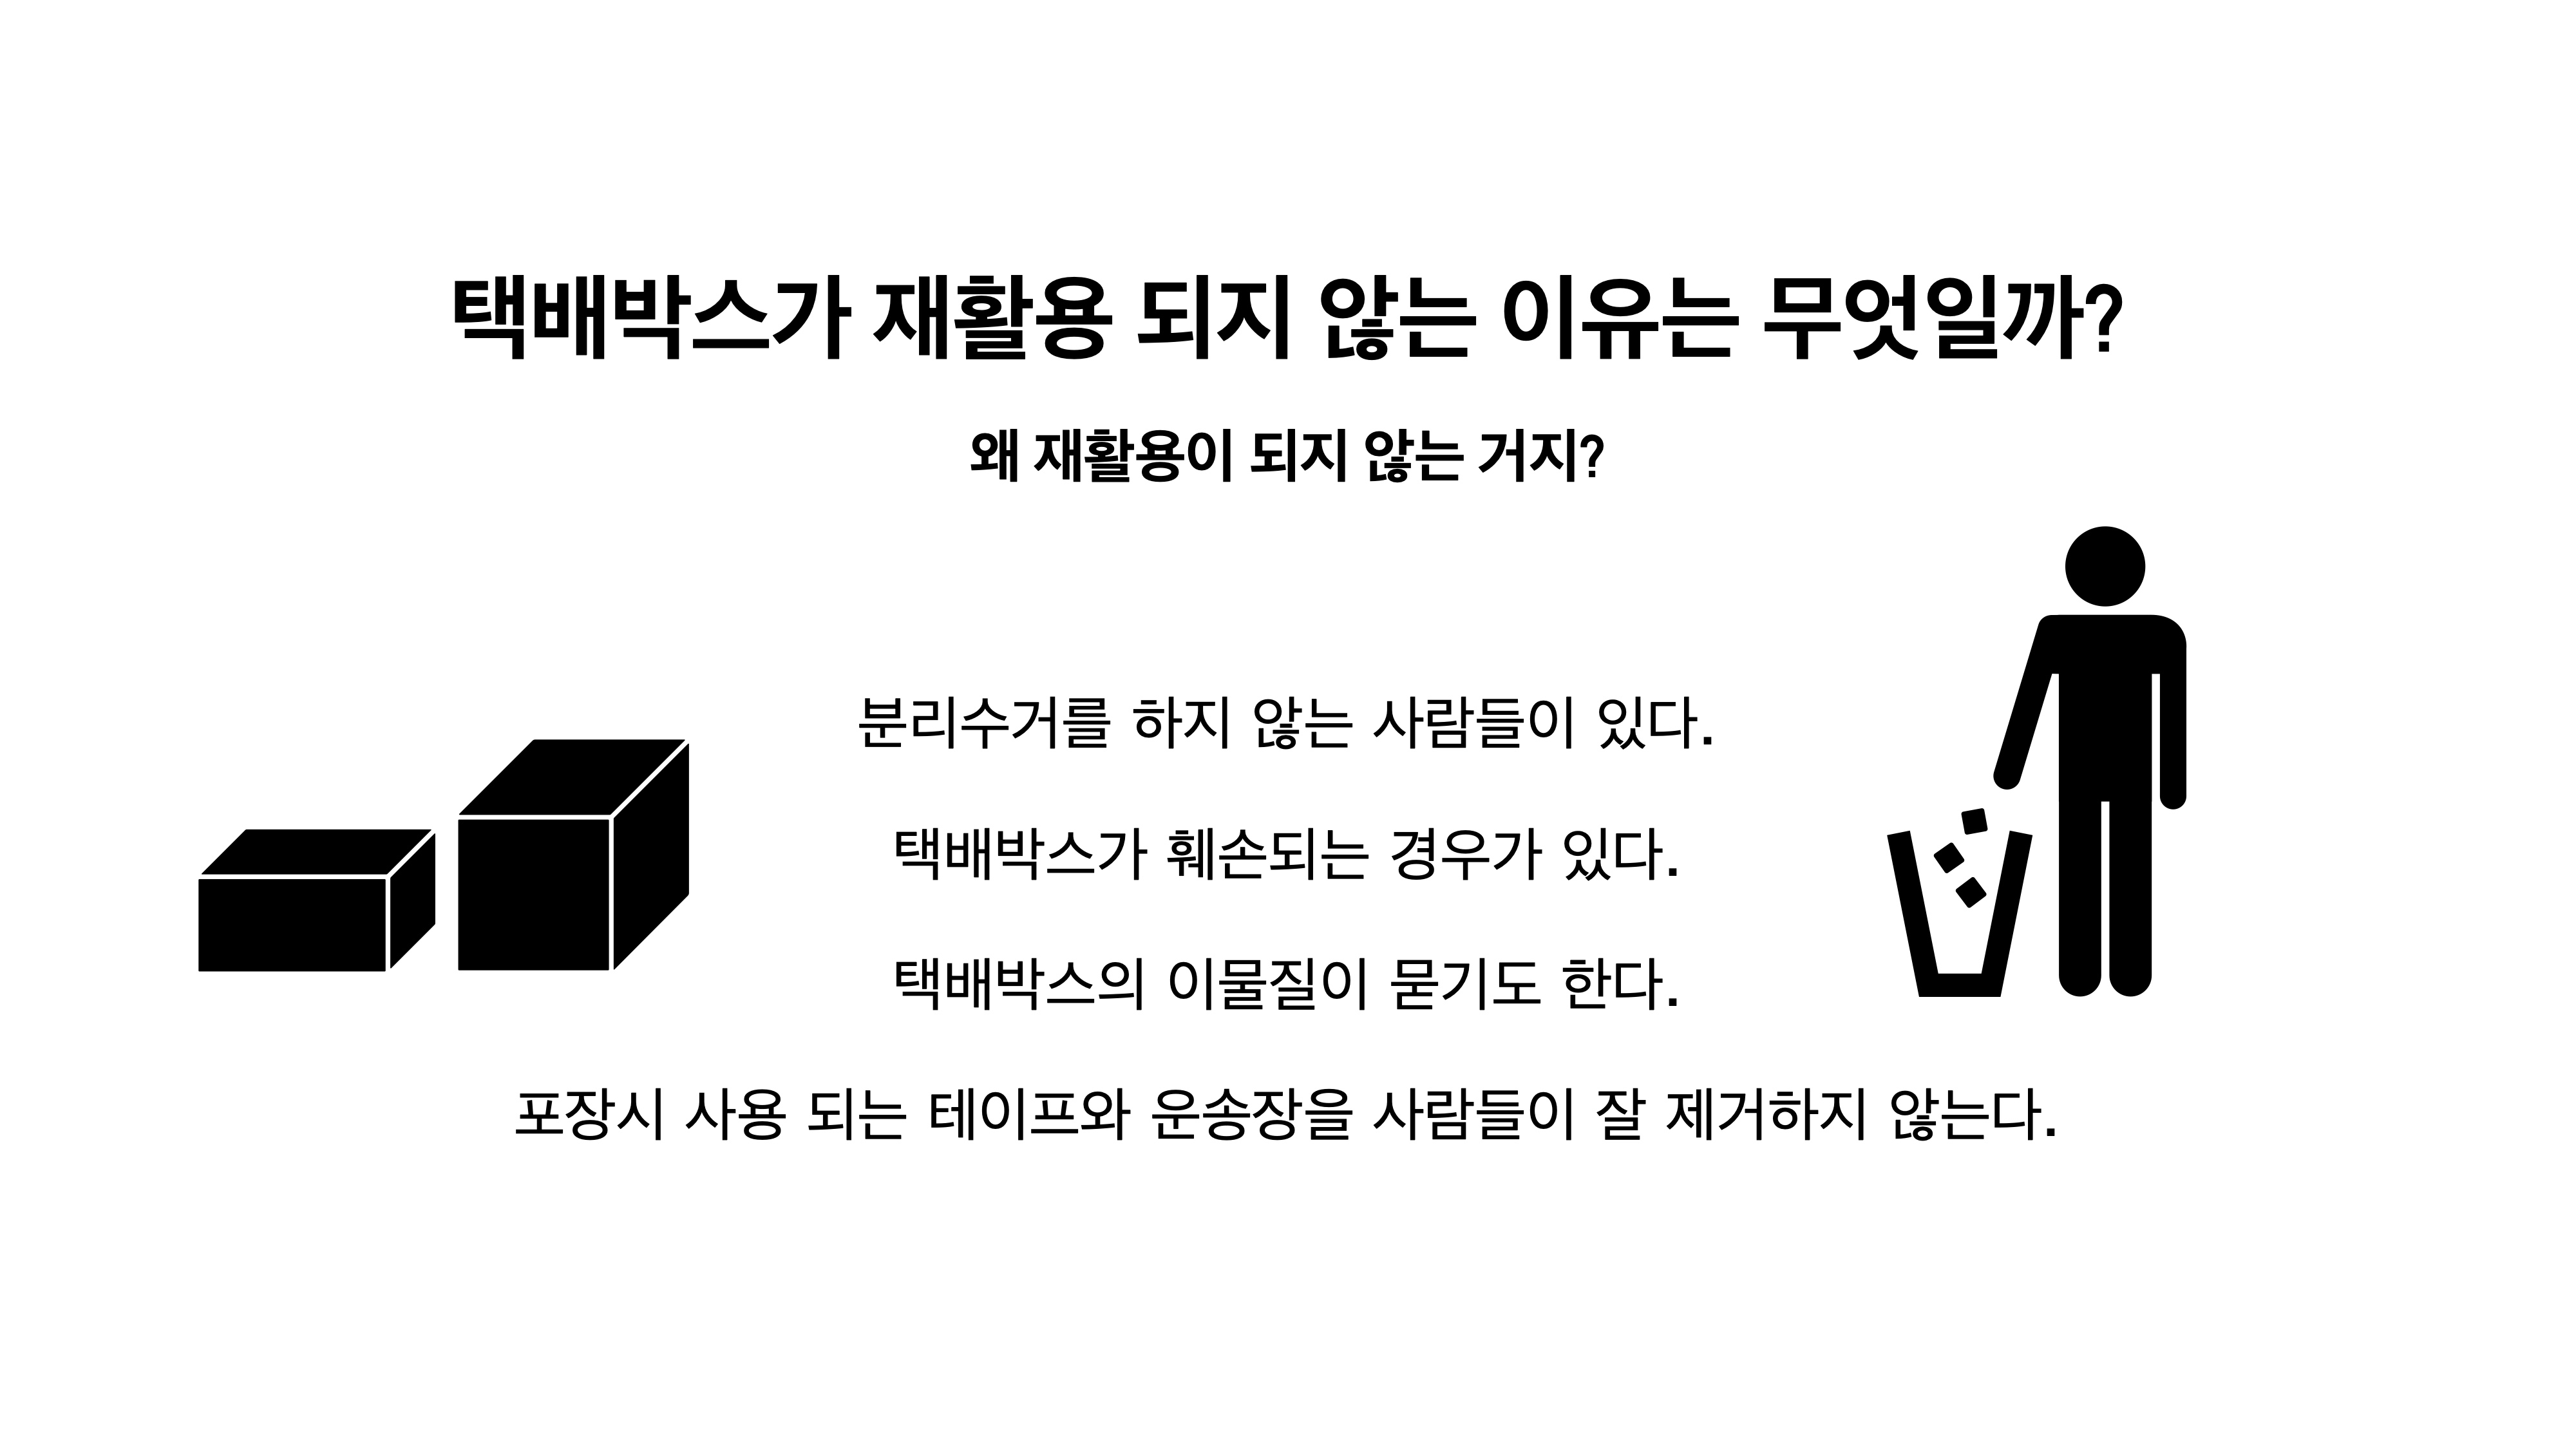 택배박스가 재활용 되지 않는 이유는 무엇일까?
왜 재활용이 되지 않는 거지?
분리수거를 하지 않는 사람들이 있다.
택배박스가 훼손되는 경우가 있다.
택배박스의 이물질이 묻기도 한다.
포장시 사용 되는 테이프와 운송장을 사람들이 잘 제거하지 않는다.